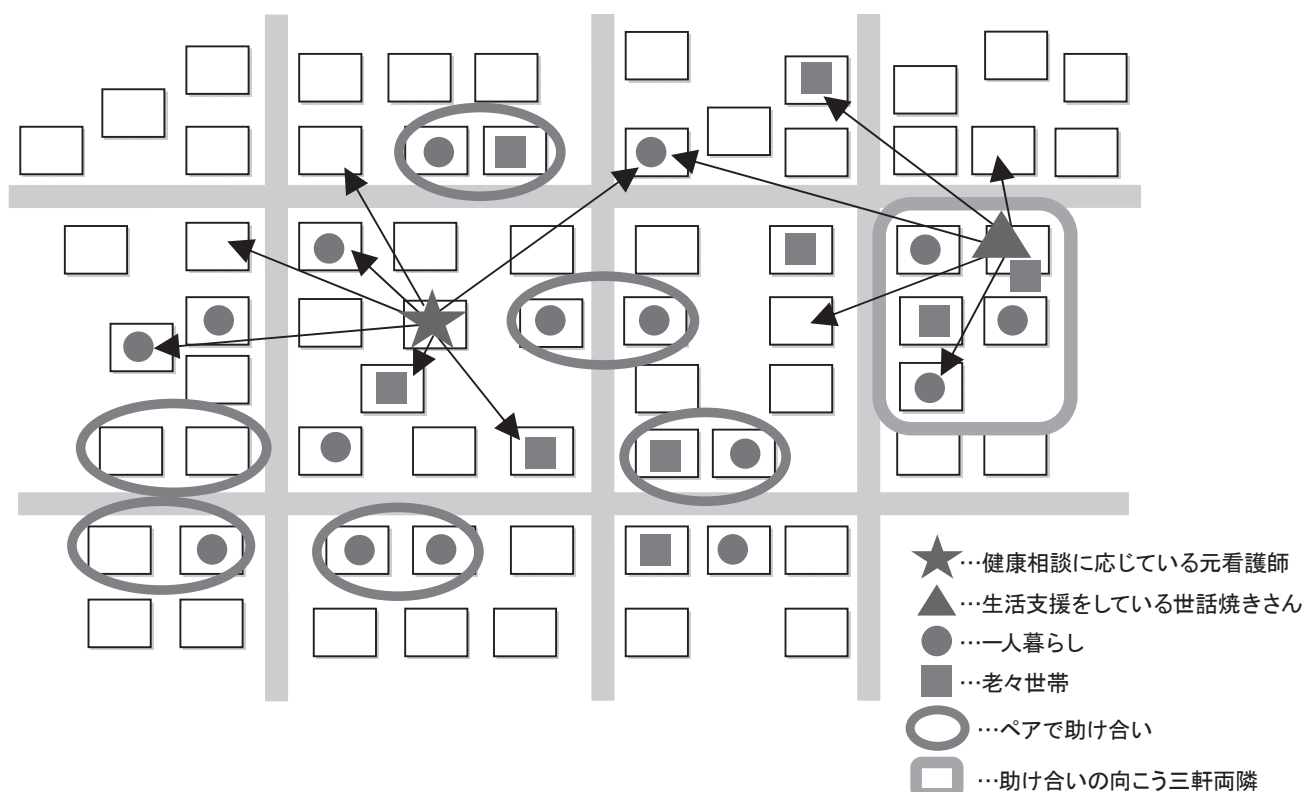 …健康相談に応じている元看護師
…生活支援をしている世話焼きさん
…一人暮らし
…老々世帯
…ペアで助け合い
…助け合いの向こう三軒両隣